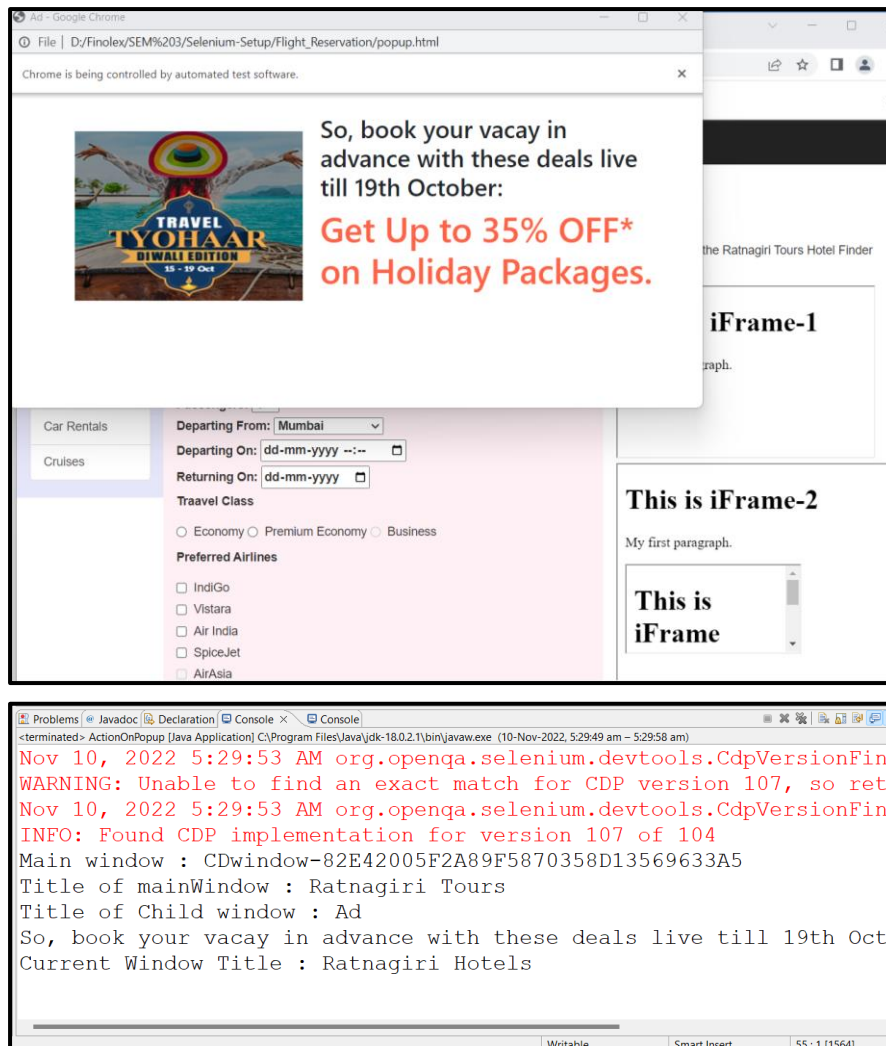 Ad - Google Chrome
File | D:/Finolex/SEM%203/Selenium-Setup/Flight_Reservation/popup.html
Chrome is being controlled by automated test software.
TRAVEL
TYOHAAR
DIWALI EDITION
15 - 19 Oct
So, book your vacay in
advance with these deals live
till 19th October:
Get Up to 35% OFF*
on Holiday Packages.
the Ratnagiri Tours Hotel Finder
iFrame-1
raph.
Car Rentals
Cruises
Departing From: Mumbai
Departing On: dd-mm-yyyy --:--
Returning On: dd-mm-yyyy
Traavel Class
Economy Premium Economy Business
Preferred Airlines
IndiGo
Vistara
Air India
SpiceJet
AirAsia
This is iFrame-2
My first paragraph.
This is
iFrame
Problems @ Javadoc Declaration Console Console
<terminated> ActionOnPopup [Java Application] C:\Program Files\Java\jdk-18.0.2.1\bin\javaw.exe (10-Nov-2022, 5:29:49 am – 5:29:58 am)
Nov 10, 2022 5:29:53 AM org.openqa.selenium.devtools.CdpVersionFin
WARNING: Unable to find an exact match for CDP version 107, so ret
Nov 10, 2022 5:29:53 AM org.openqa.selenium.devtools.CdpVersionFin
INFO: Found CDP implementation for version 107 of 104
Main window : CDwindow-82E42005F2A89F5870358D13569633A5
Title of mainWindow : Ratnagiri Tours
Title of Child window : Ad
So, book your vacay in advance with these deals live till 19th Oct
Current Window Title : Ratnagiri Hotels
Writable Smart Insert 55 : 1 [1564]